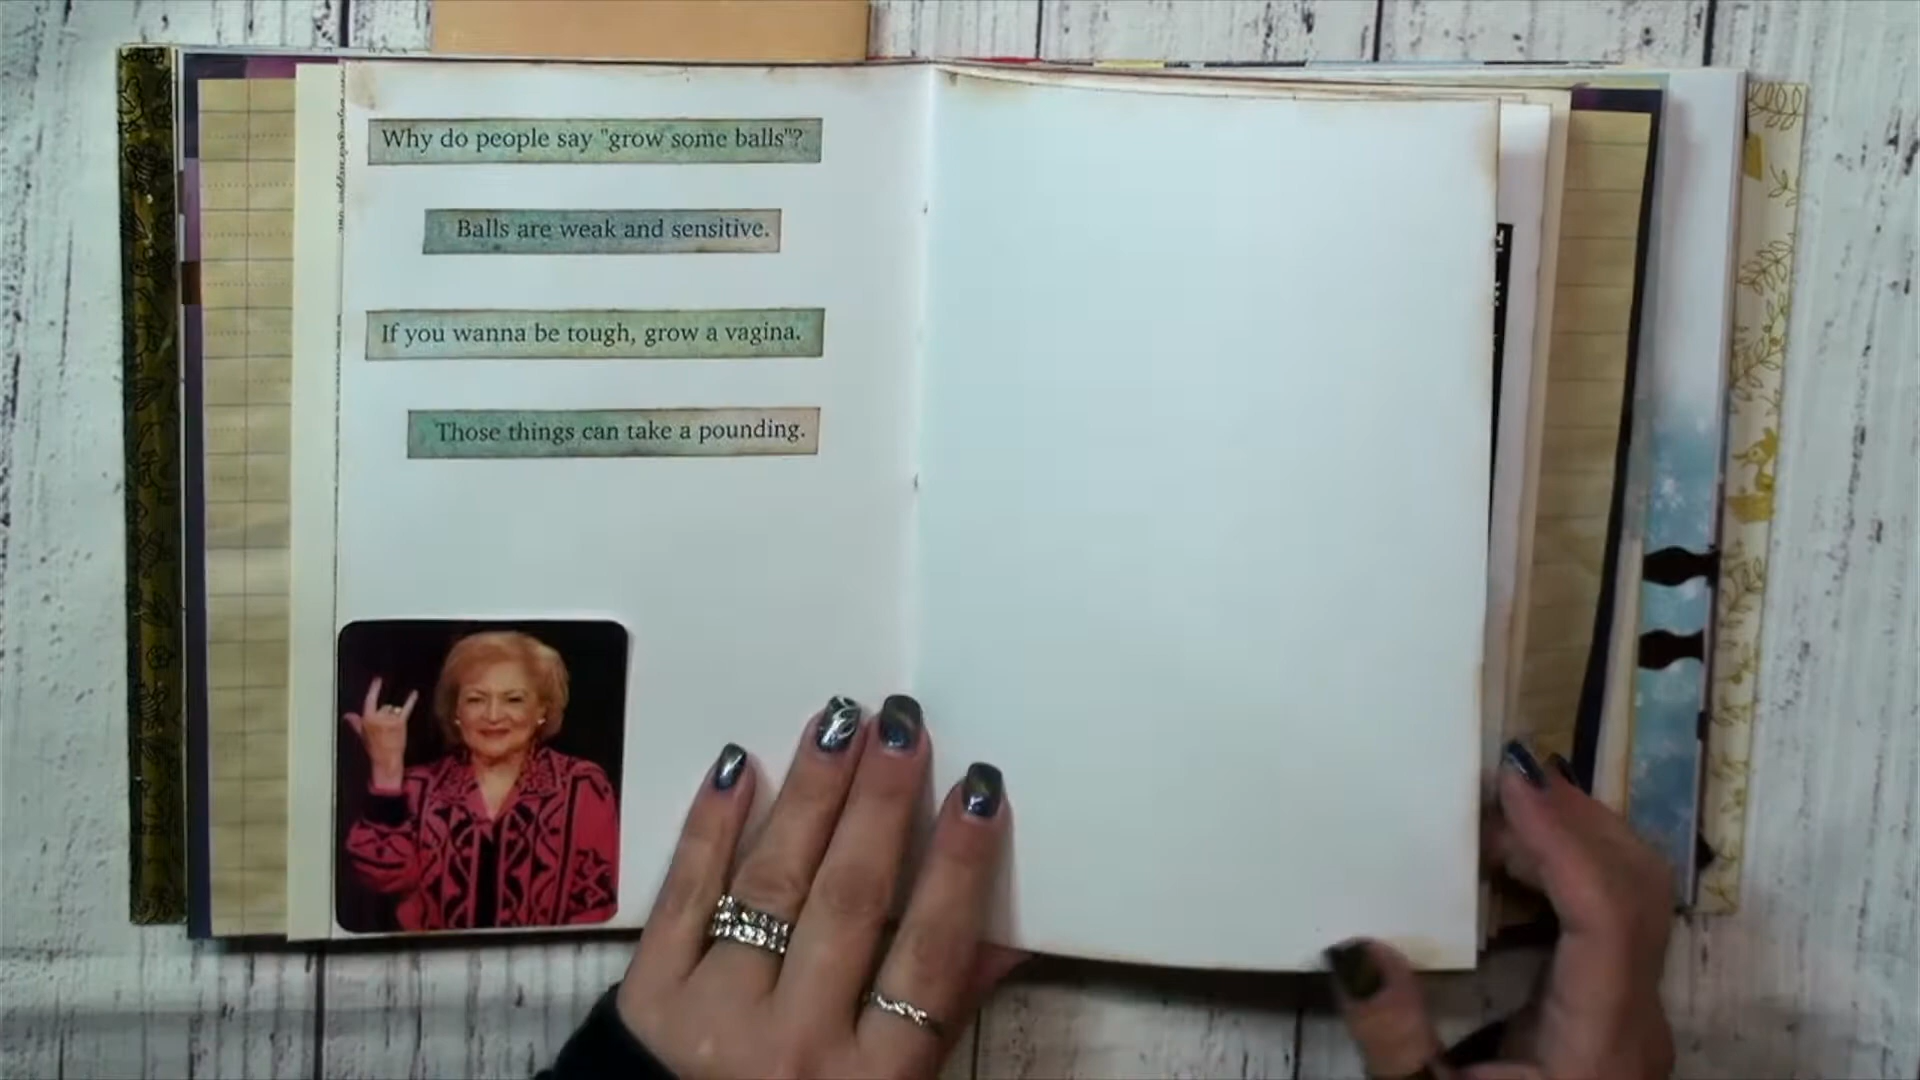 Why do people say "grow some balls"?
Balls are weak and sensitive.
If you wanna be tough, grow a vagina.
Those things can take a pounding.